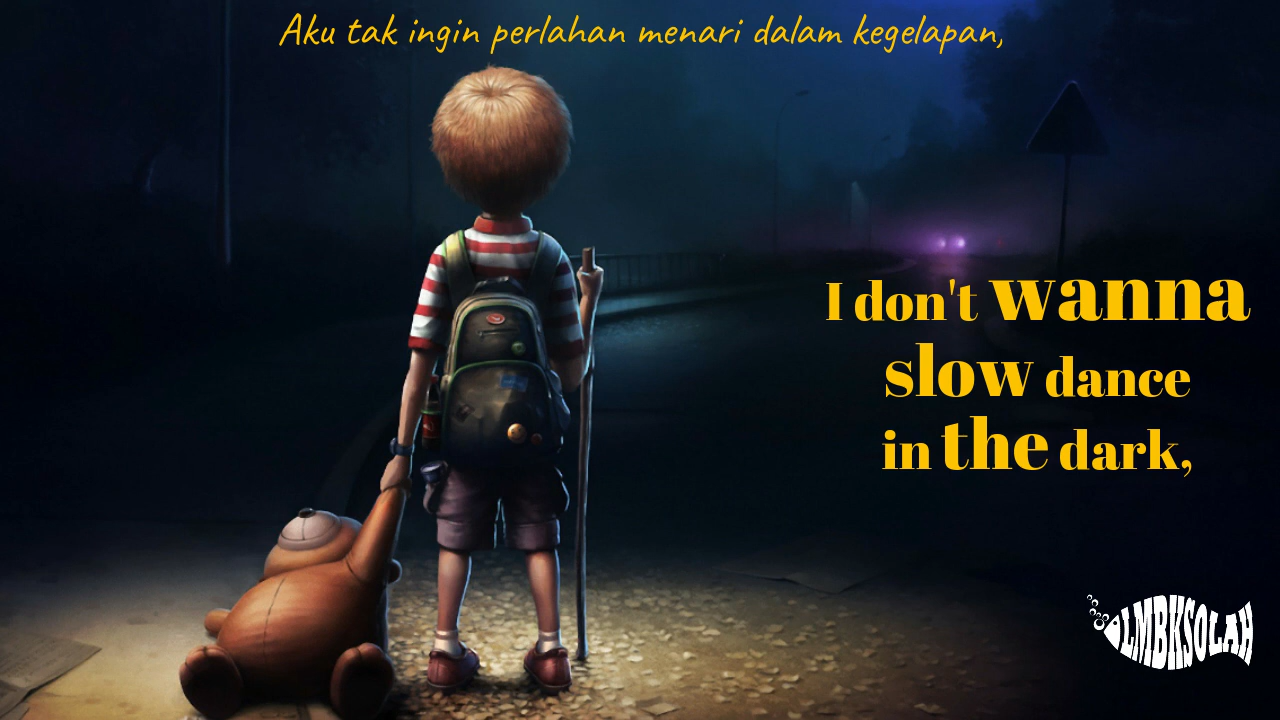 Aku tak ingin perlahan menari dalam kegelapan,
I don't wanna
slow dance
in the dark,
LMBKSOLAH